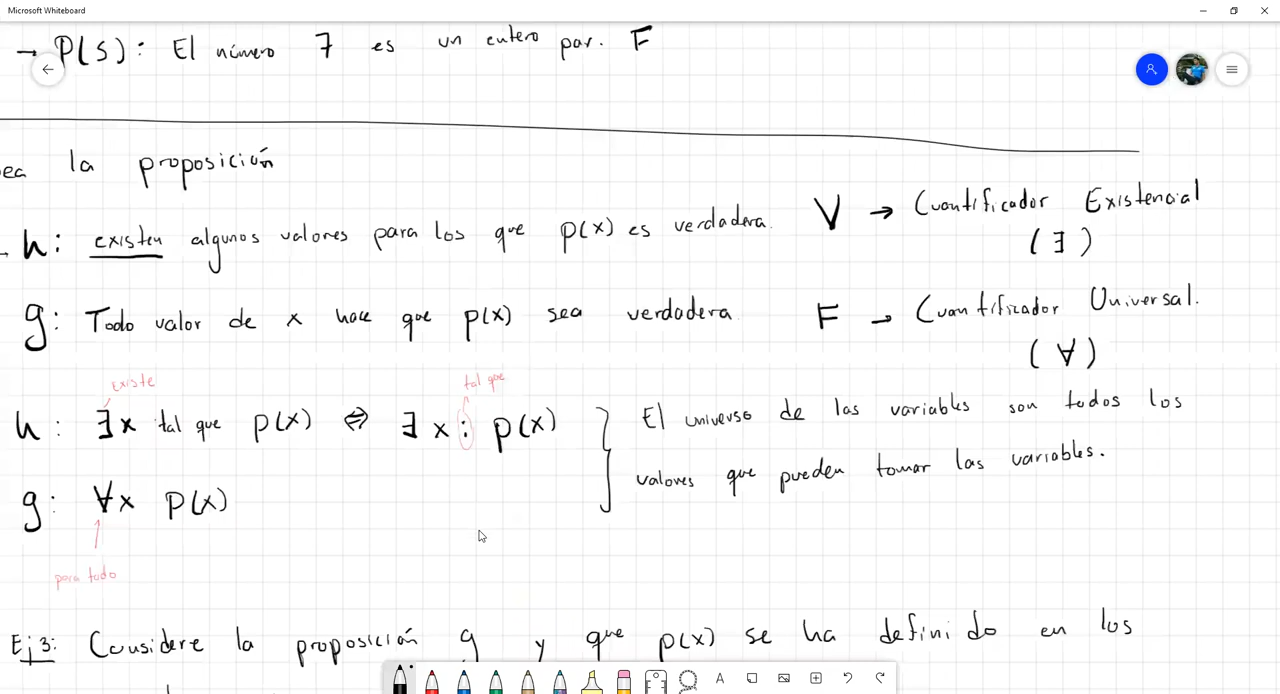 Microsoft Whiteboard
→ P(5): El número 7 es un entero par. F
ea la proposición
h: existen algunos valores para los que p(x) es verdadera. V → Cuantificador Existencial
(∃)
g: Todo valor de x hace que p(x) sea verdadera F → Cuantificador Universal.
(∀)
existe
tal que
h: ∃x tal que p(x) ⇔ ∃x : p(x)
El universo de las variables son todos los
valores que pueden tomar las variables.
g: ∀x p(x)
para todo
Ej 3: Considere la proposición g y que p(x) se ha definido en los